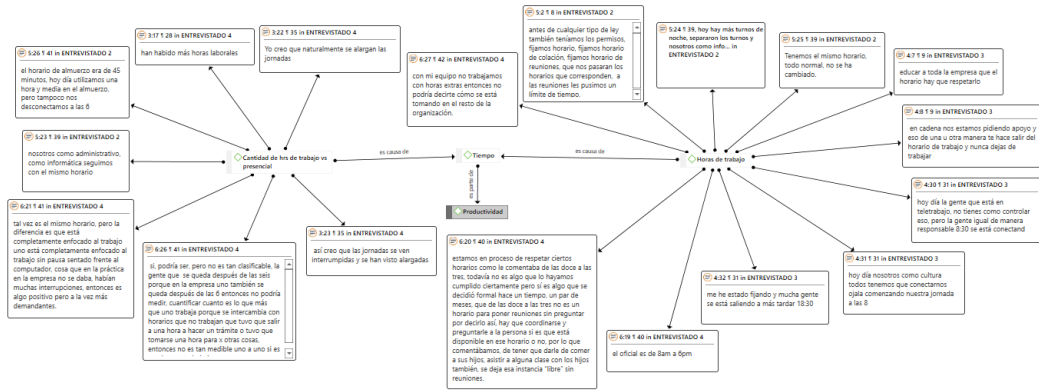 3:17 ¶ 28 in ENTREVISTADO 4
han habido más horas laborales
3:22 ¶ 35 in ENTREVISTADO 4
Yo creo que naturalmente se alargan las
jornadas
5:26 ¶ 41 in ENTREVISTADO 2
el horario de almuerzo era de 45
minutos, hoy día utilizamos una
hora y media en el almuerzo,
pero tampoco nos
desconectamos a las 6
5:23 ¶ 39 in ENTREVISTADO 2
nosotros como administrativo,
como informática seguimos
con el mismo horario
6:21 ¶ 41 in ENTREVISTADO 4
tal vez es el mismo horario, pero la
diferencia es que está
completamente enfocado al trabajo
uno está completamente enfocado al
trabajo sin pausa sentado frente al
computador, cosa que en la práctica
en la empresa no se daba, habían
muchas interrupciones, entonces es
algo positivo pero a la vez más
demandantes.
6:26 ¶ 41 in ENTREVISTADO 4
sí, podría ser, pero no es tan clasificable, la
gente que se queda después de las seis
porque en la empresa uno también se
queda después de las 6 entonces no podría
medir, cuantificar cuanto es lo que más
que uno trabaja porque se intercambia con
horarios que no trabajan que tuvo que salir
a una hora a hacer un trámite o tuvo que
tomarse una hora para x otras cosas,
entonces no es tan medible uno a uno si es
3:23 ¶ 35 in ENTREVISTADO 4
así creo que las jornadas se ven
interrumpidas y se han visto alargadas
Cantidad de hrs de trabajo vs
presencial
es causa de
Tiempo
es causa de
Horas de trabajo
es parte de
Productividad
6:27 ¶ 42 in ENTREVISTADO 4
con mi equipo no trabajamos
con horas extras entonces no
podría decirte cómo se está
tomando en el resto de la
organización.
5:2 ¶ 8 in ENTREVISTADO 2
antes de cualquier tipo de ley
también teníamos los permisos,
fijamos horario, fijamos horario
de colación, fijamos horario de
reuniones, que nos pasaran los
horarios que corresponden, a
las reuniones les pusimos un
límite de tiempo.
5:24 ¶ 39, hoy hay más turnos de
noche, separaron los turnos y
nosotros como info... in
ENTREVISTADO 2
5:25 ¶ 39 in ENTREVISTADO 2
Tenemos el mismo horario,
todo normal, no se ha
cambiado.
4:7 ¶ 9 in ENTREVISTADO 3
educar a toda la empresa que el
horario hay que respetarlo
4:8 ¶ 9 in ENTREVISTADO 3
en cadena nos estamos pidiendo apoyo y
eso de una u otra manera te hace salir del
horario de trabajo y nunca dejas de
trabajar
4:30 ¶ 31 in ENTREVISTADO 3
hoy día la gente que está en
teletrabajo, no tienes como controlar
eso, pero la gente igual de manera
responsable 8:30 se está conectand
4:31 ¶ 31 in ENTREVISTADO 3
hoy día nosotros como cultura
todos tenemos que conectarnos
ojala comenzando nuestra jornada
a las 8
4:32 ¶ 31 in ENTREVISTADO 3
me he estado fijando y mucha gente
se está saliendo a más tardar 18:30
6:19 ¶ 40 in ENTREVISTADO 4
el oficial es de 8am a 6pm
6:20 ¶ 40 in ENTREVISTADO 4
estamos en proceso de respetar ciertos
horarios como le comentaba de las doce a las
tres, todavía no es algo que lo hayamos
cumplido ciertamente pero sí es algo que se
decidió formal hace un tiempo, un par de
meses, que de las doce a las tres no es un
horario para poner reuniones sin preguntar
por decirlo así, hay que coordinarse y
preguntarle a la persona si es que está
disponible en ese horario o no, por lo que
comentábamos, de tener que darle de comer
a sus hijos, asistir a alguna clase con los hijos
también, se deja esa instancia "libre" sin
reuniones.